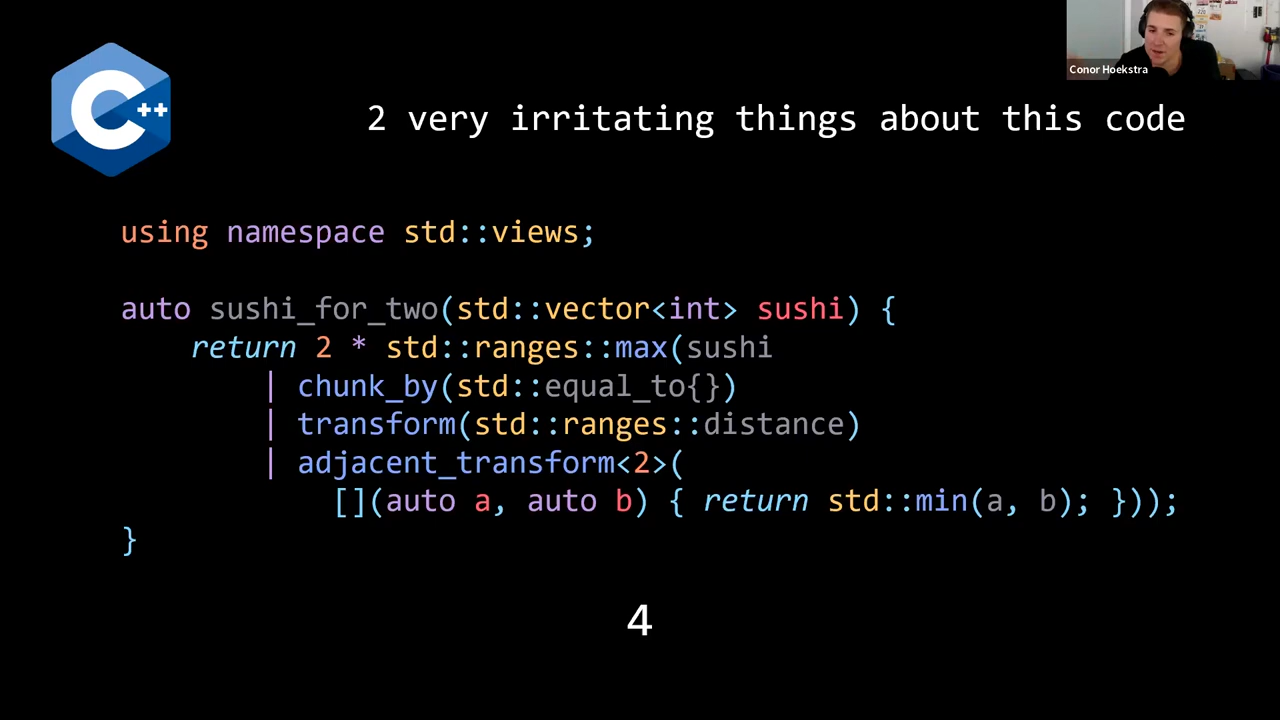 Conor Hoekstra
C++
2 very irritating things about this code
using namespace std::views;
auto sushi_for_two(std::vector<int> sushi) {
return 2 * std::ranges::max(sushi
| chunk_by(std::equal_to{})
| transform(std::ranges::distance)
| adjacent_transform<2>(
[](auto a, auto b) { return std::min(a, b); }));
}
4